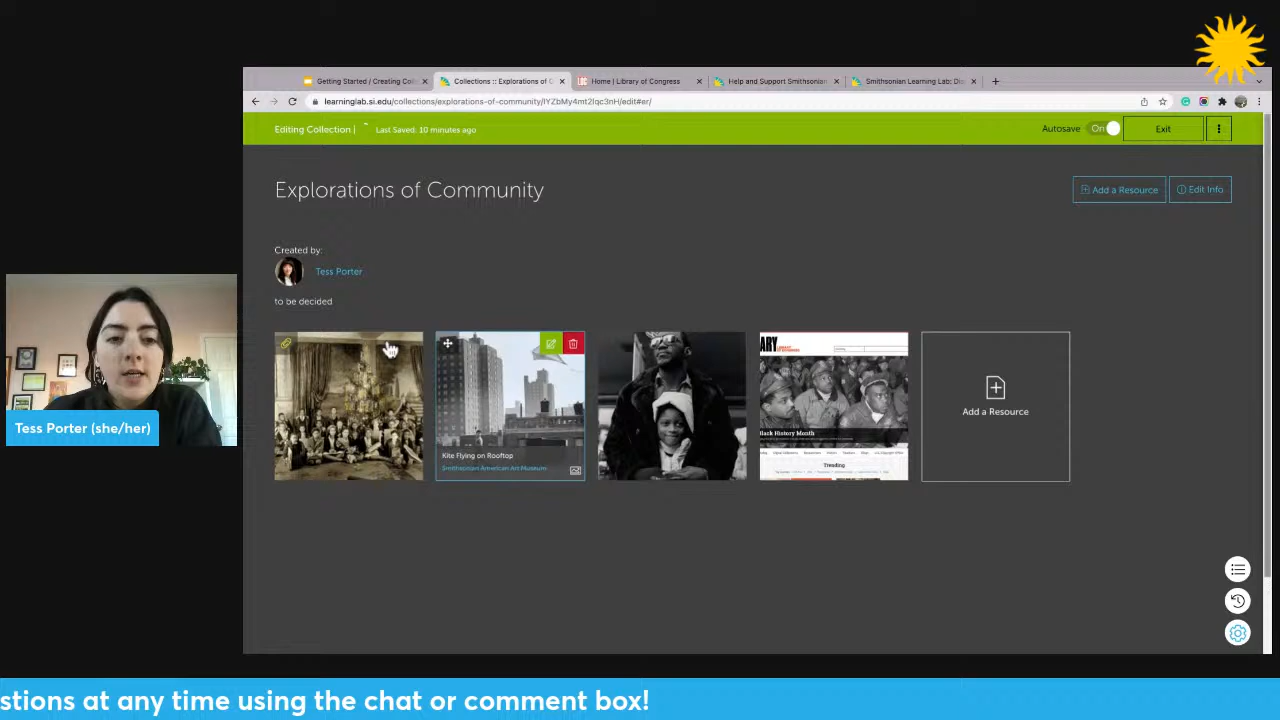 Getting Started / Creating Coll
Collections :: Explorations of C
Home | Library of Congress
Help and Support Smithsonian
Smithsonian Learning Lab: Dis
learninglab.si.edu/collections/explorations-of-community/IYZbMy4mt2Iqc3nH/edit#er/
Editing Collection |
Last Saved: 10 minutes ago
Autosave
On
Exit
Explorations of Community
Add a Resource
Edit Info
Created by:
Tess Porter
to be decided
Kite Flying on Rooftop
Smithsonian American Art Museum
ARY
Black History Month
Trending
Add a Resource
Tess Porter (she/her)
stions at any time using the chat or comment box!